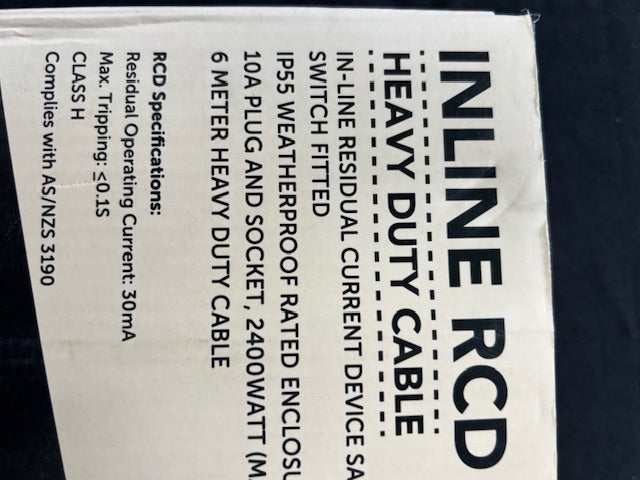 INLINE RCD
HEAVY DUTY CABLE
IN-LINE RESIDUAL CURRENT DEVICE SA
SWITCH FITTED
IP55 WEATHERPROOF RATED ENCLOSU
10A PLUG AND SOCKET, 2400WATT (M
6 METER HEAVY DUTY CABLE
RCD Specifications:
Residual Operating Current: 30mA
Max. Tripping: ≤0.1S
CLASS H
Complies with AS/NZS 3190